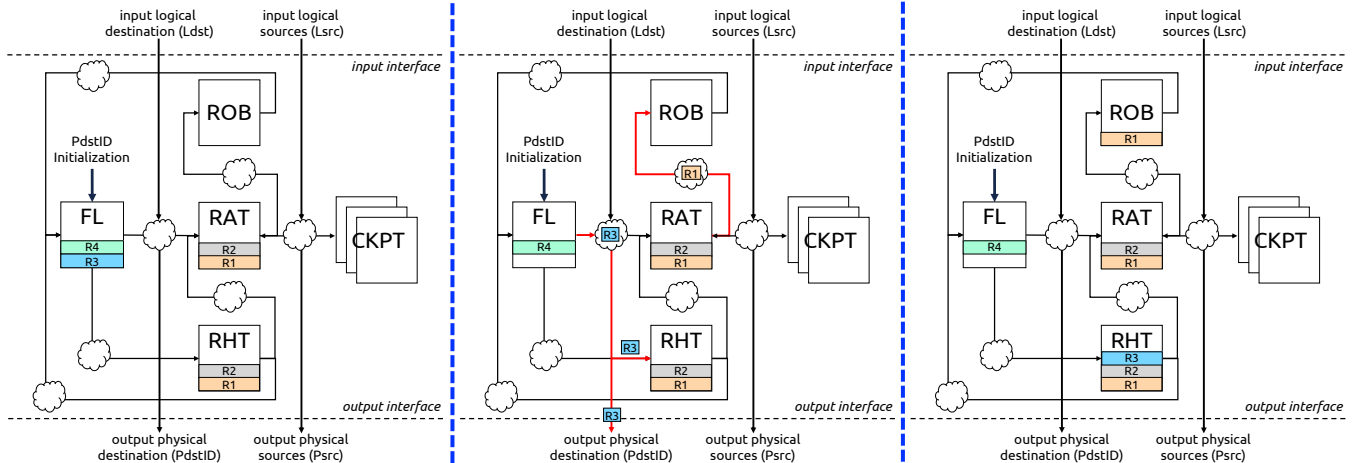 input logical
destination (Ldst)
input logical
sources (Lsrc)
input interface
ROB
PdstID
Initialization
FL
R4
R3
RAT
R2
R1
CKPT
RHT
R2
R1
output interface
output physical
destination (PdstID)
output physical
sources (Psrc)
input logical
destination (Ldst)
input logical
sources (Lsrc)
input interface
ROB
PdstID
Initialization
R1
FL
R4
R3
RAT
R2
R1
CKPT
R3
RHT
R2
R1
output interface
R3
output physical
destination (PdstID)
output physical
sources (Psrc)
input logical
destination (Ldst)
input logical
sources (Lsrc)
input interface
ROB
R1
PdstID
Initialization
FL
R4
RAT
R2
R1
CKPT
RHT
R3
R2
R1
output interface
output physical
destination (PdstID)
output physical
sources (Psrc)